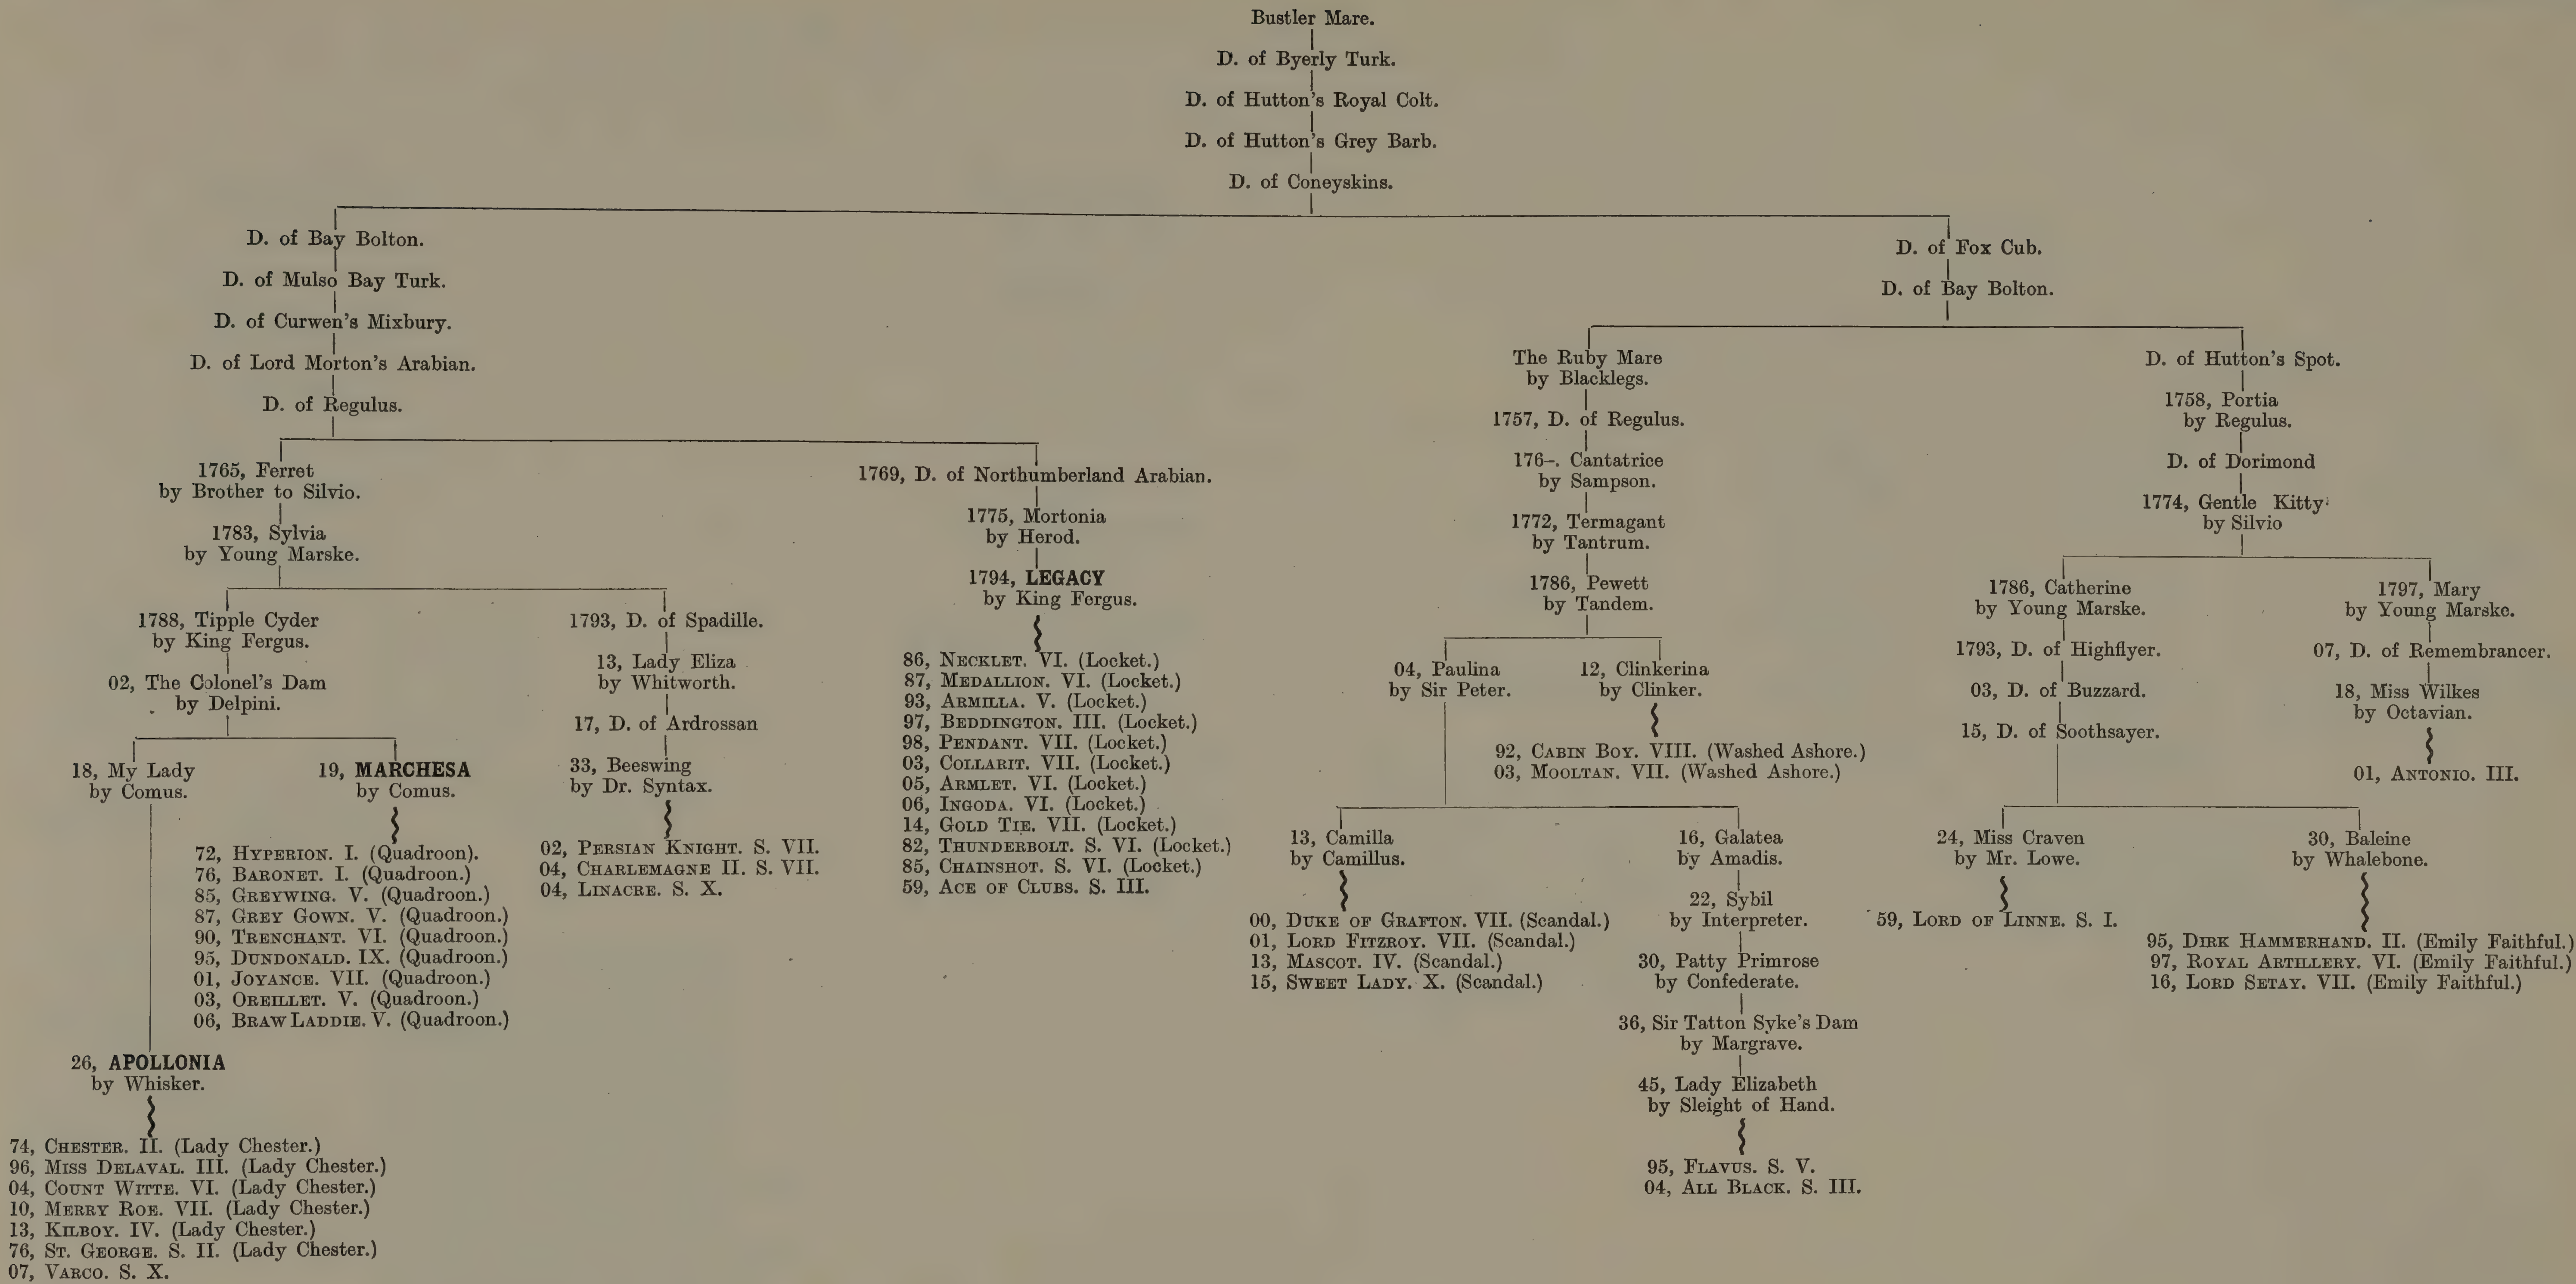 Bustler Mare.
D. of Byerly Turk.
D. of Hutton's Royal Colt.
D. of Hutton's Grey Barb.
D. of Coneyskins.
D. of Bay Bolton.
D. of Mulso Bay Turk.
D. of Curwen's Mixbury.
D. of Lord Morton's Arabian.
D. of Regulus.
1765, Ferret
by Brother to Silvio.
1783, Sylvia
by Young Marske.
1788, Tipple Cyder
by King Fergus.
02, The Colonel's Dam
by Delpini.
18, My Lady
by Comus.
26, APOLLONIA
by Whisker.
74, CHESTER. II. (Lady Chester.)
96, MISS DELAVAL. III. (Lady Chester.)
04, COUNT WITTE. VI. (Lady Chester.)
10, MERRY ROE. VII. (Lady Chester.)
13, KILBOY. IV. (Lady Chester.)
76, ST. GEORGE. S. II. (Lady Chester.)
07, VARCO. S. X.
19, MARCHESA
by Comus.
72, HYPERION. I. (Quadroon).
76, BARONET. I. (Quadroon.)
85, GREYWING. V. (Quadroon.)
87, GREY GOWN. V. (Quadroon.)
90, TRENCHANT. VI. (Quadroon.)
95, DUNDONALD. IX. (Quadroon.)
01, JOYANCE. VII. (Quadroon.)
03, OREILLET. V. (Quadroon.)
06, BRAW LADDIE. V. (Quadroon.)
1793, D. of Spadille.
13, Lady Eliza
by Whitworth.
17, D. of Ardrossan
33, Beeswing
by Dr. Syntax.
02, PERSIAN KNIGHT. S. VII.
04, CHARLEMAGNE II. S. VII.
04, LINACRE. S. X.
1769, D. of Northumberland Arabian.
1775, Mortonia
by Herod.
1794, LEGACY
by King Fergus.
86, NECKLET. VI. (Locket.)
87, MEDALLION. VI. (Locket.)
93, ARMILLA. V. (Locket.)
97, BEDDINGTON. III. (Locket.)
98, PENDANT. VII. (Locket.)
03, COLLARIT. VII. (Locket.)
05, ARMLET. VI. (Locket.)
06, INGODA. VI. (Locket.)
14, GOLD TIE. VII. (Locket.)
82, THUNDERBOLT. S. VI. (Locket.)
85, CHAINSHOT. S. VI. (Locket.)
59, ACE OF CLUBS. S. III.
D. of Fox Cub.
D. of Bay Bolton.
The Ruby Mare
by Blacklegs.
1757, D. of Regulus.
176–. Cantatrice
by Sampson.
1772, Termagant
by Tantrum.
1786, Pewett
by Tandem.
04, Paulina
by Sir Peter.
12, Clinkerina
by Clinker.
92, CABIN BOY. VIII. (Washed Ashore.)
03, MOOLTAN. VII. (Washed Ashore.)
13, Camilla
by Camillus.
00, DUKE OF GRAFTON. VII. (Scandal.)
01, LORD FITZROY. VII. (Scandal.)
13, MASCOT. IV. (Scandal.)
15, SWEET LADY. X. (Scandal.)
16, Galatea
by Amadis.
22, Sybil
by Interpreter.
30, Patty Primrose
by Confederate.
36, Sir Tatton Syke's Dam
by Margrave.
45, Lady Elizabeth
by Sleight of Hand.
95, FLAVUS. S. V.
04, ALL BLACK. S. III.
D. of Hutton's Spot.
1758, Portia
by Regulus.
D. of Dorimond
1774, Gentle Kitty
by Silvio
1786, Catherine
by Young Marske.
1793, D. of Highflyer.
03, D. of Buzzard.
15, D. of Soothsayer.
24, Miss Craven
by Mr. Lowe.
59, LORD OF LINNE. S. I.
30, Baleine
by Whalebone.
95, DIRK HAMMERHAND. II. (Emily Faithful.)
97, ROYAL ARTILLERY. VI. (Emily Faithful.)
16, LORD SETAY. VII. (Emily Faithful.)
1797, Mary
by Young Marske.
07, D. of Remembrancer.
18, Miss Wilkes
by Octavian.
01, ANTONIO. III.